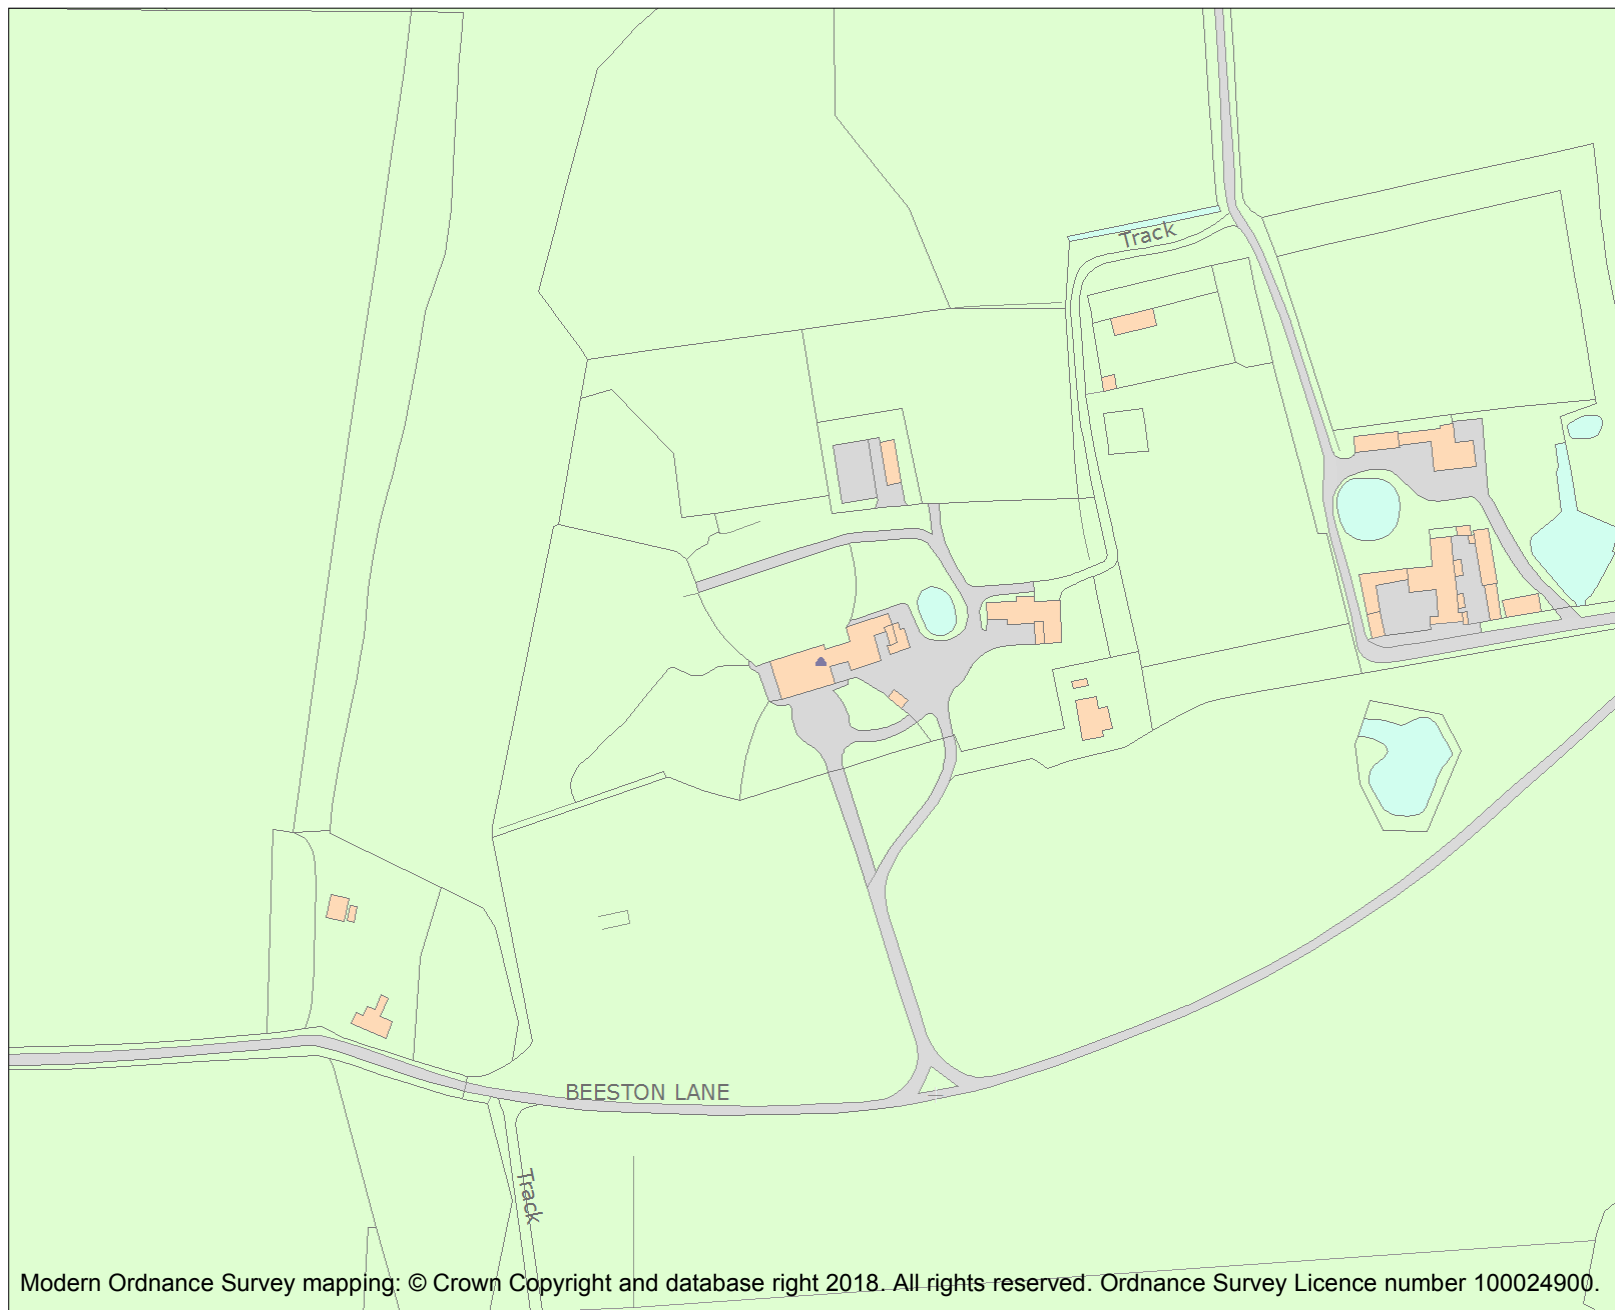 Track
BEESTON LANE
Track
Modern Ordnance Survey mapping: © Crown Copyright and database right 2018. All rights reserved. Ordnance Survey Licence number 100024900.